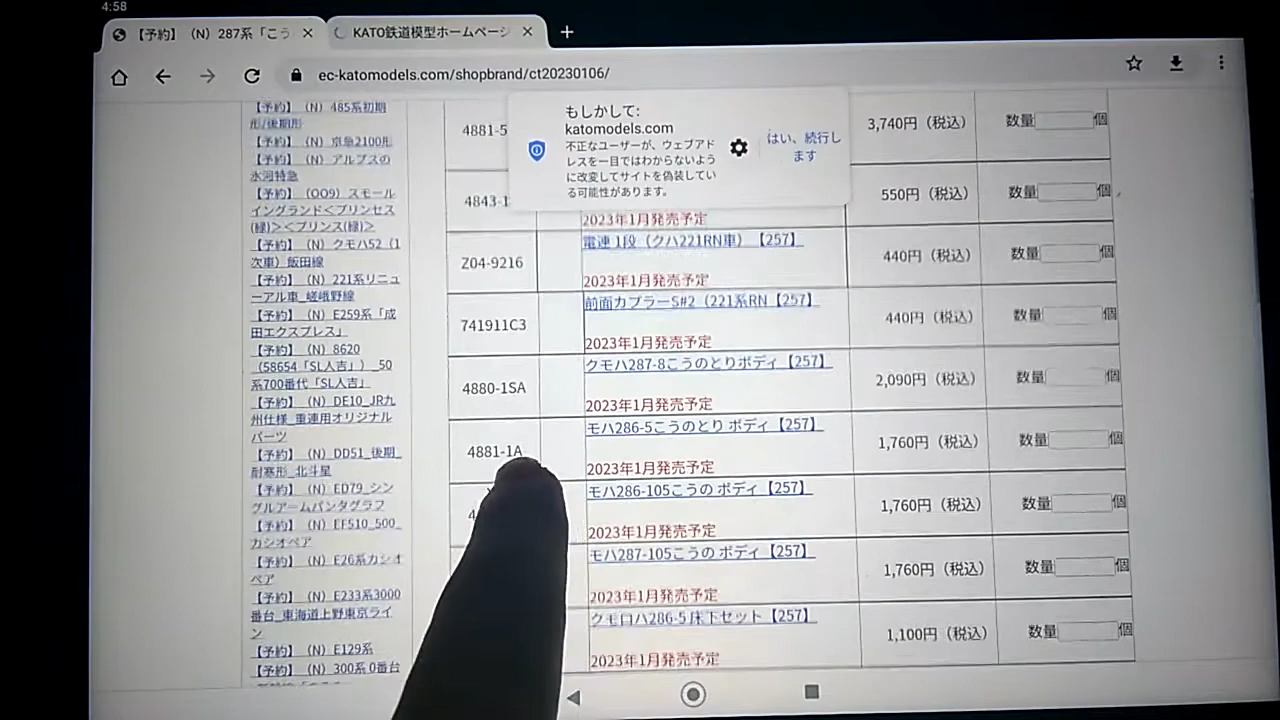 4:58
【予約】（N）287系「こう
KATO鉄道模型ホームページ
ec-katomodels.com/shopbrand/ct20230106/
もしかして:
katomodels.com
不正なユーザーが、ウェブアド
レスを一目ではわからないよう
に改変してサイトを偽装してい
る可能性があります。
はい、続行し
ます
【予約】（N）485系初期
形/後期形
【予約】（N）京急2100形
【予約】（N）アルプスの
氷河特急
【予約】（OO9）スモール
イングランド<プリンセス
(緑)><プリンス(緑)>
【予約】（N）クモハ52（1
次車）飯田線
【予約】（N）221系リニュ
ーアル車_嵯峨野線
【予約】（N）E259系「成
田エクスプレス」
【予約】（N）8620
（58654「SL人吉」）_50
系700番代「SL人吉」
【予約】（N）DE10_JR九
州仕様_重連用オリジナル
パーツ
【予約】（N）DD51_後期_
耐寒形_北斗星
【予約】（N）ED79_シン
グルアームパンタグラフ
【予約】（N）EF510_500_
カシオペア
【予約】（N）E26系カシオ
ペア
【予約】（N）E233系3000
番台_東海道上野東京ライ
ン
【予約】（N）E129系
【予約】（N）300系 0番台
4881-5
3,740円（税込）
数量 個
4843-1
2023年1月発売予定
550円（税込）
数量 個
Z04-9216
電連 1段（クハ221RN車）【257】
2023年1月発売予定
440円（税込）
数量 個
741911C3
前面カプラーS#2（221系RN【257】
2023年1月発売予定
440円（税込）
数量 個
4880-1SA
クモハ287-8こうのとりボディ【257】
2023年1月発売予定
2,090円（税込）
数量 個
4881-1A
モハ286-5こうのとり ボディ【257】
2023年1月発売予定
1,760円（税込）
数量 個
4
モハ286-105こうの ボディ【257】
2023年1月発売予定
1,760円（税込）
数量 個
モハ287-105こうの ボディ【257】
2023年1月発売予定
1,760円（税込）
数量 個
クモロハ286-5 床下セット【257】
2023年1月発売予定
1,100円（税込）
数量 個